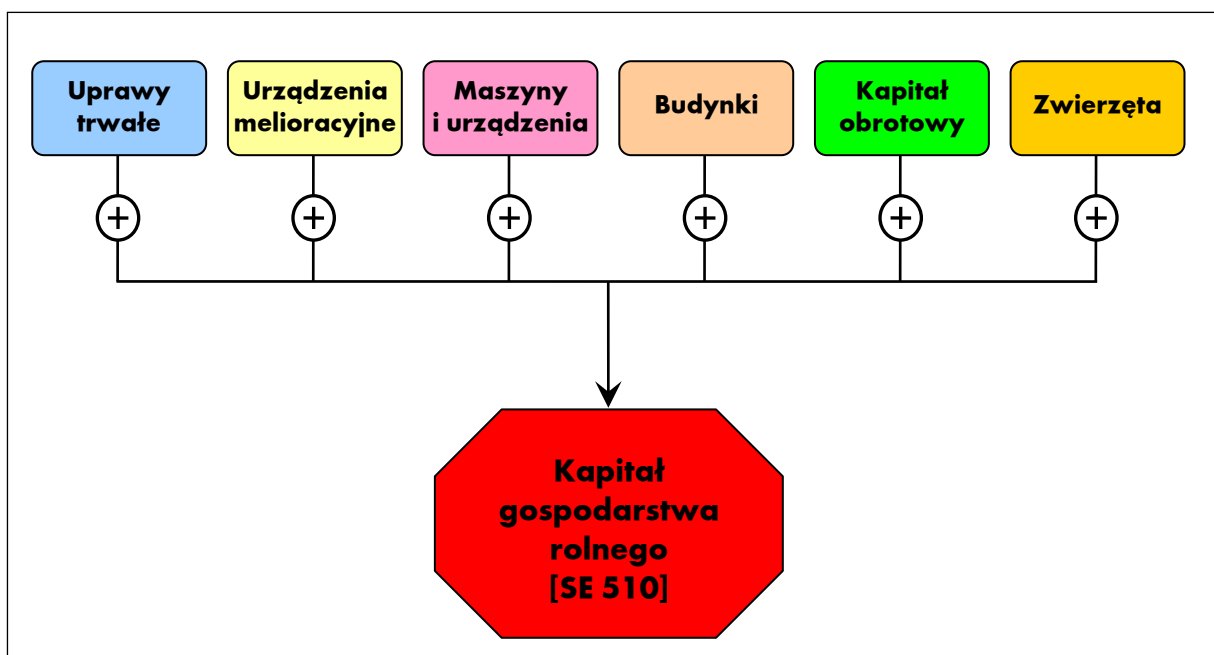 Uprawy
trwałe
Urządzenia
melioracyjne
Maszyny
i urządzenia
Budynki
Kapitał
obrotowy
Zwierzęta
+ + + + + +
Kapitał
gospodarstwa
rolnego
[SE 510]